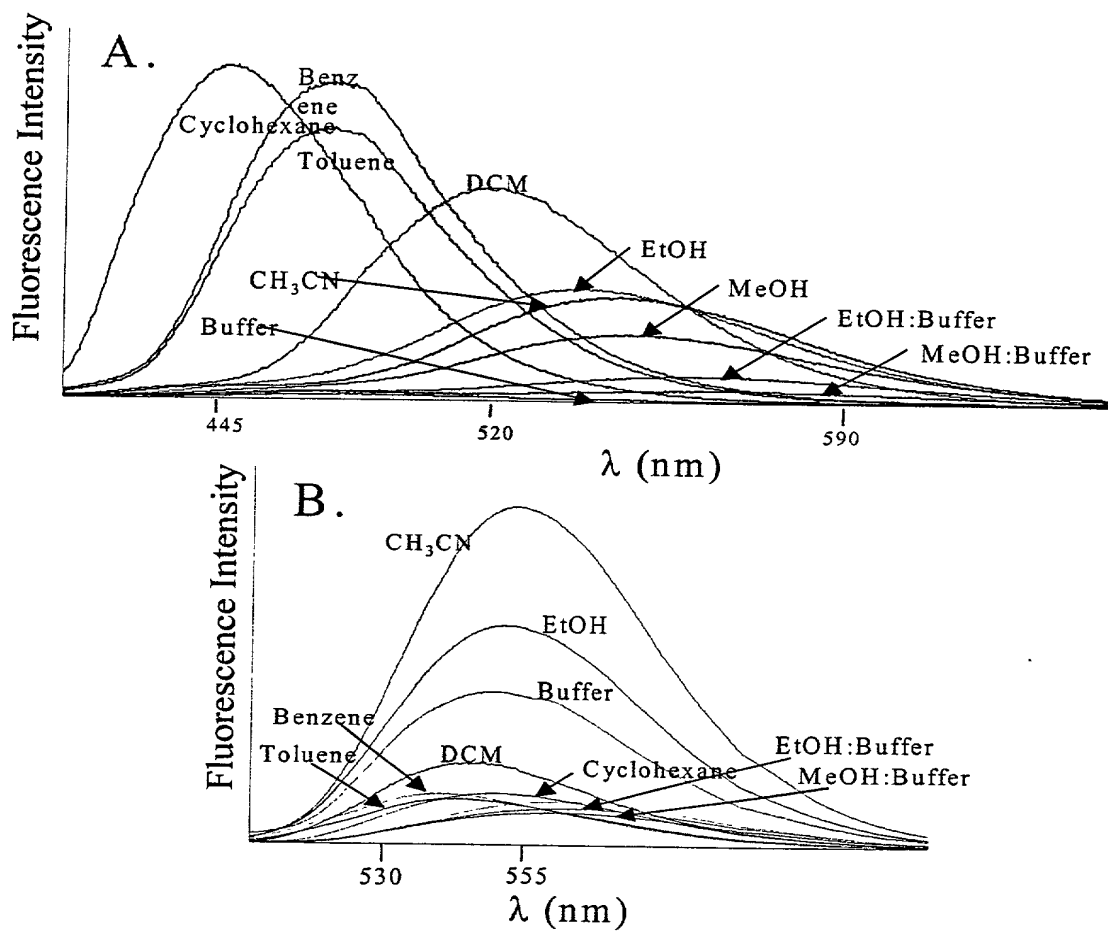 A.
Fluorescence Intensity
Benz
ene
Cyclohexane
Toluene
DCM
EtOH
CH₃CN
MeOH
Buffer
EtOH:Buffer
MeOH:Buffer
445
520
590
λ (nm)
B.
Fluorescence Intensity
CH₃CN
EtOH
Buffer
Benzene
Toluene
DCM
Cyclohexane
EtOH:Buffer
MeOH:Buffer
530
555
λ (nm)